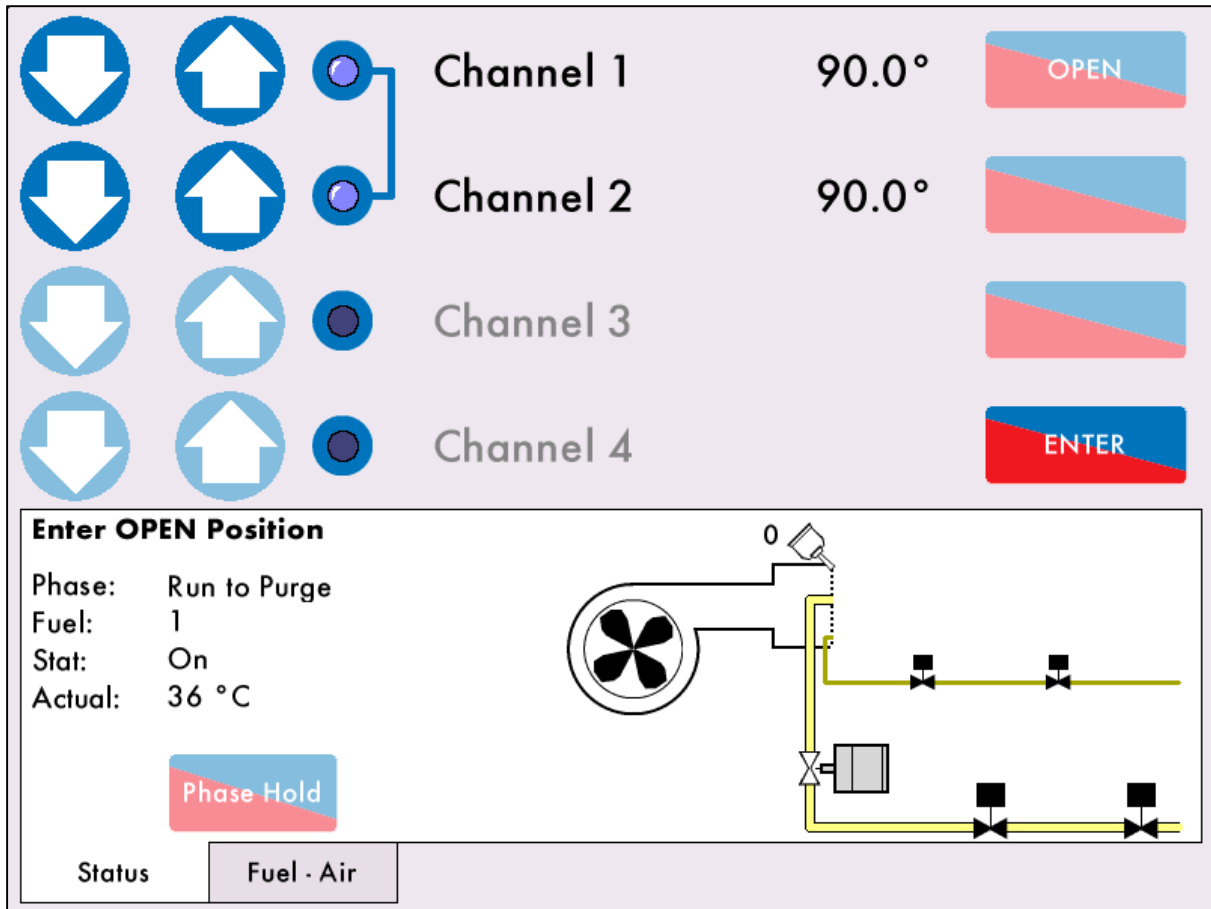 Channel 1 90.0° OPEN
Channel 2 90.0°
Channel 3
Channel 4 ENTER
Enter OPEN Position
0
Phase: Run to Purge
Fuel: 1
Stat: On
Actual: 36 °C
Phase Hold
Status Fuel - Air